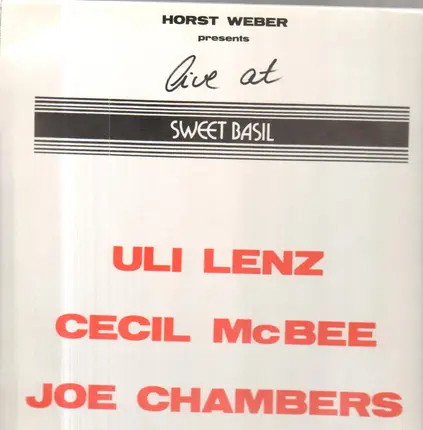 HORST WEBER
presents
live at
SWEET BASIL
ULI LENZ
CECIL McBEE
JOE CHAMBERS